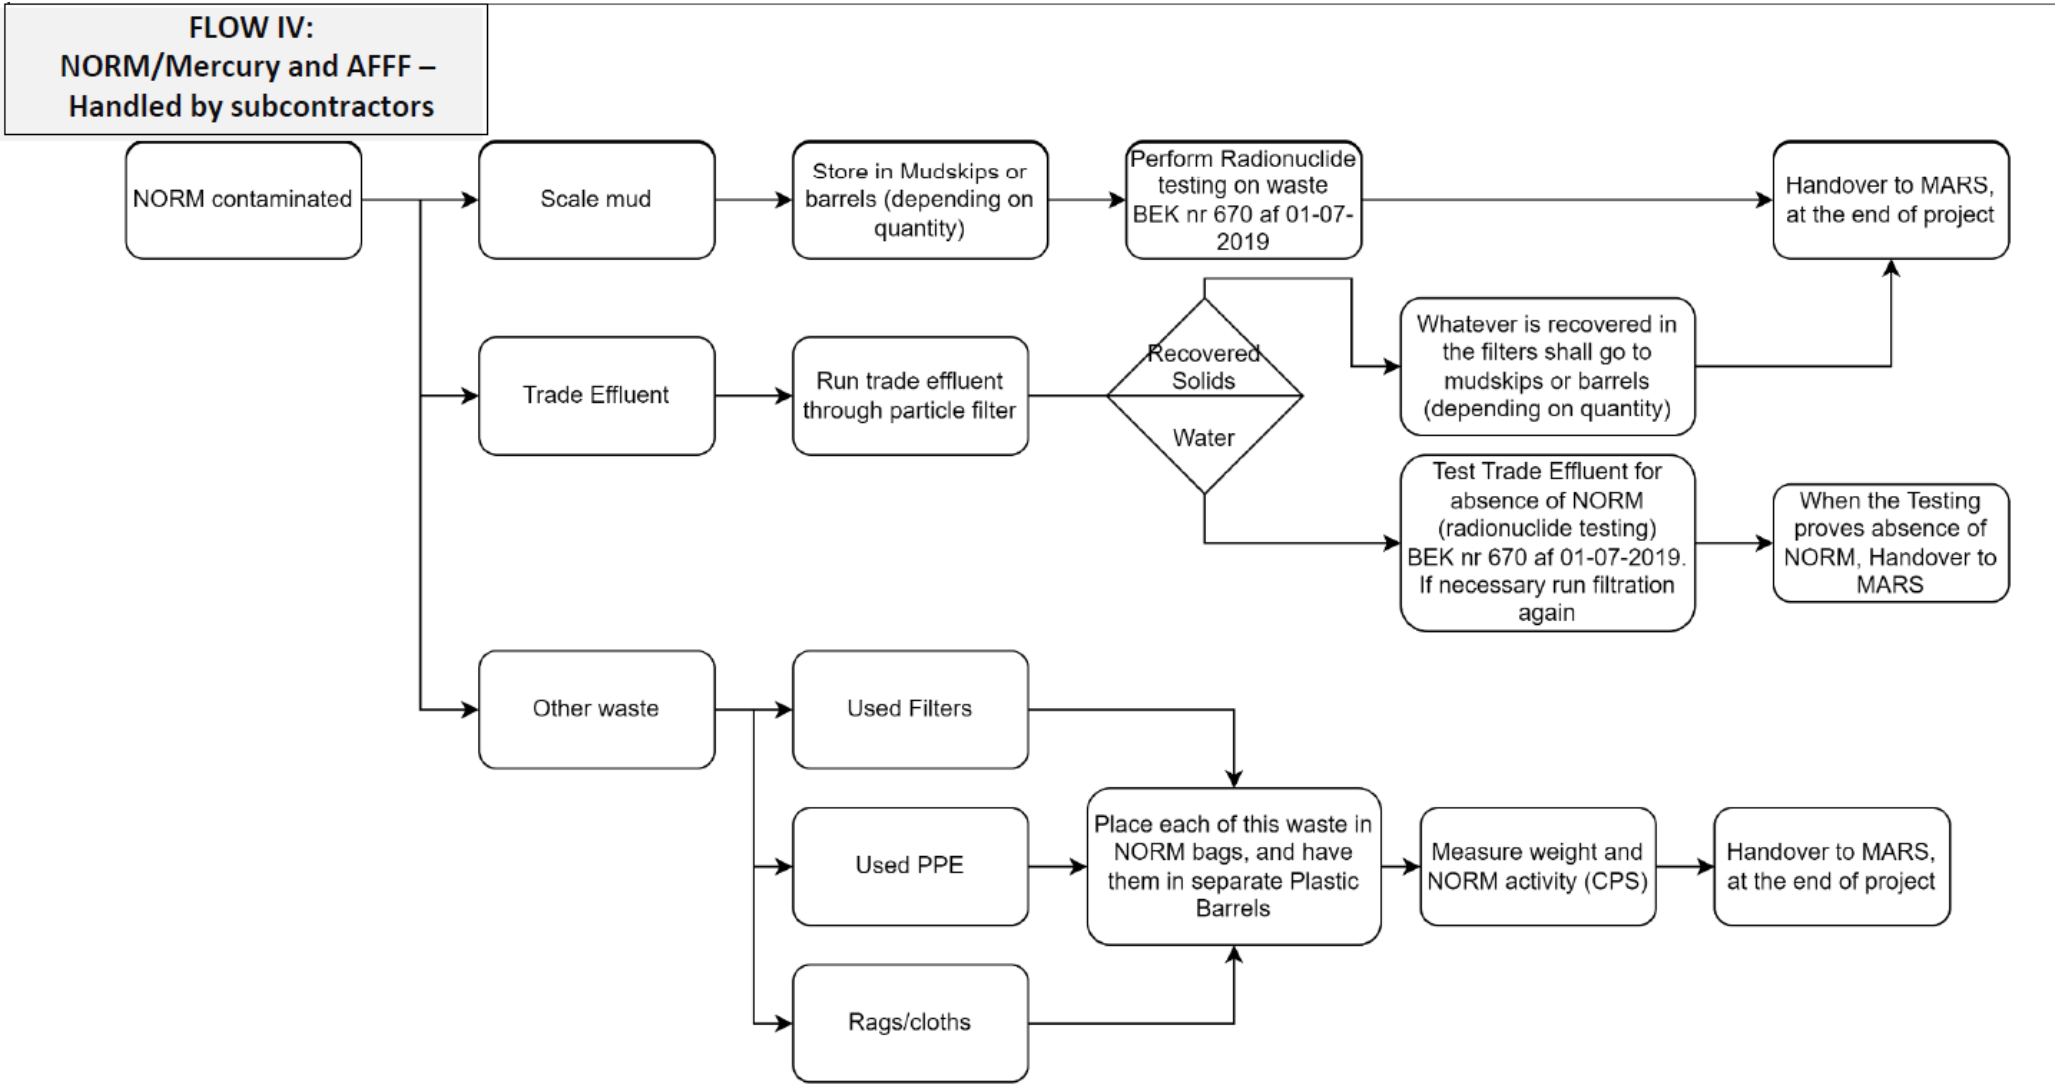 FLOW IV:
NORM/Mercury and AFFF –
Handled by subcontractors
NORM contaminated
Scale mud
Store in Mudskips or
barrels (depending on
quantity)
Perform Radionuclide
testing on waste
BEK nr 670 af 01-07-
2019
Handover to MARS,
at the end of project
Trade Effluent
Run trade effluent
through particle filter
Recovered
Solids
Water
Whatever is recovered in
the filters shall go to
mudskips or barrels
(depending on quantity)
Test Trade Effluent for
absence of NORM
(radionuclide testing)
BEK nr 670 af 01-07-2019.
If necessary run filtration
again
When the Testing
proves absence of
NORM, Handover to
MARS
Other waste
Used Filters
Used PPE
Rags/cloths
Place each of this waste in
NORM bags, and have
them in separate Plastic
Barrels
Measure weight and
NORM activity (CPS)
Handover to MARS,
at the end of project